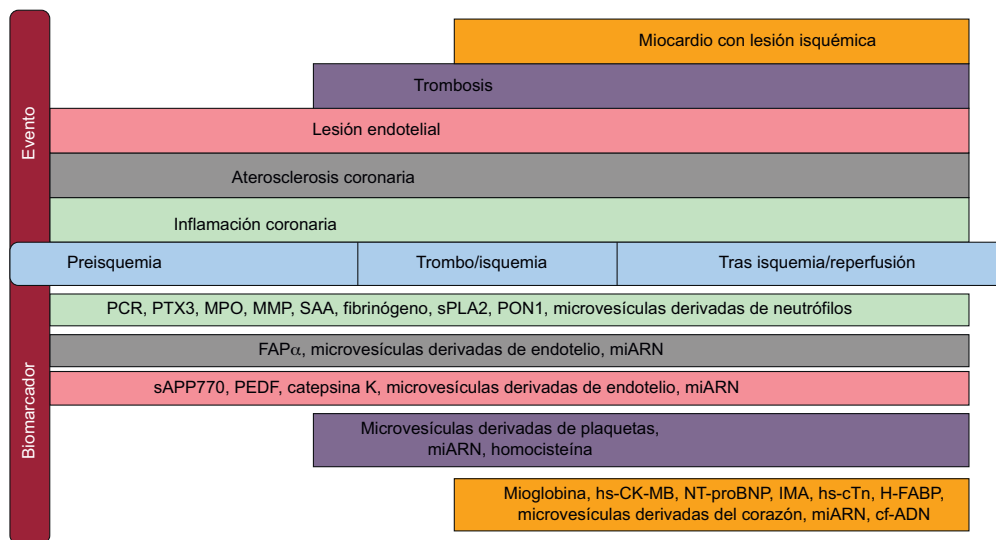 Evento
Miocardio con lesión isquémica
Trombosis
Lesión endotelial
Aterosclerosis coronaria
Inflamación coronaria
Preisquemia
Trombo/isquemia
Tras isquemia/reperfusión
Biomarcador
PCR, PTX3, MPO, MMP, SAA, fibrinógeno, sPLA2, PON1, microvesículas derivadas de neutrófilos
FAPα, microvesículas derivadas de endotelio, miARN
sAPP770, PEDF, catepsina K, microvesículas derivadas de endotelio, miARN
Microvesículas derivadas de plaquetas,
miARN, homocisteína
Mioglobina, hs-CK-MB, NT-proBNP, IMA, hs-cTn, H-FABP,
microvesículas derivadas del corazón, miARN, cf-ADN